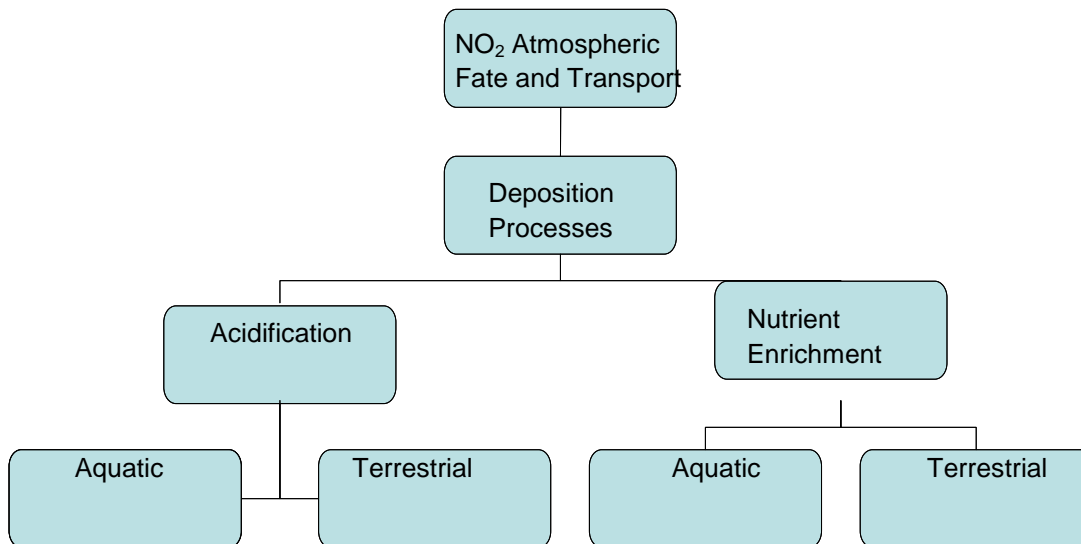 NO₂ Atmospheric
Fate and Transport
Deposition
Processes
Acidification
Nutrient
Enrichment
Aquatic
Terrestrial
Aquatic
Terrestrial